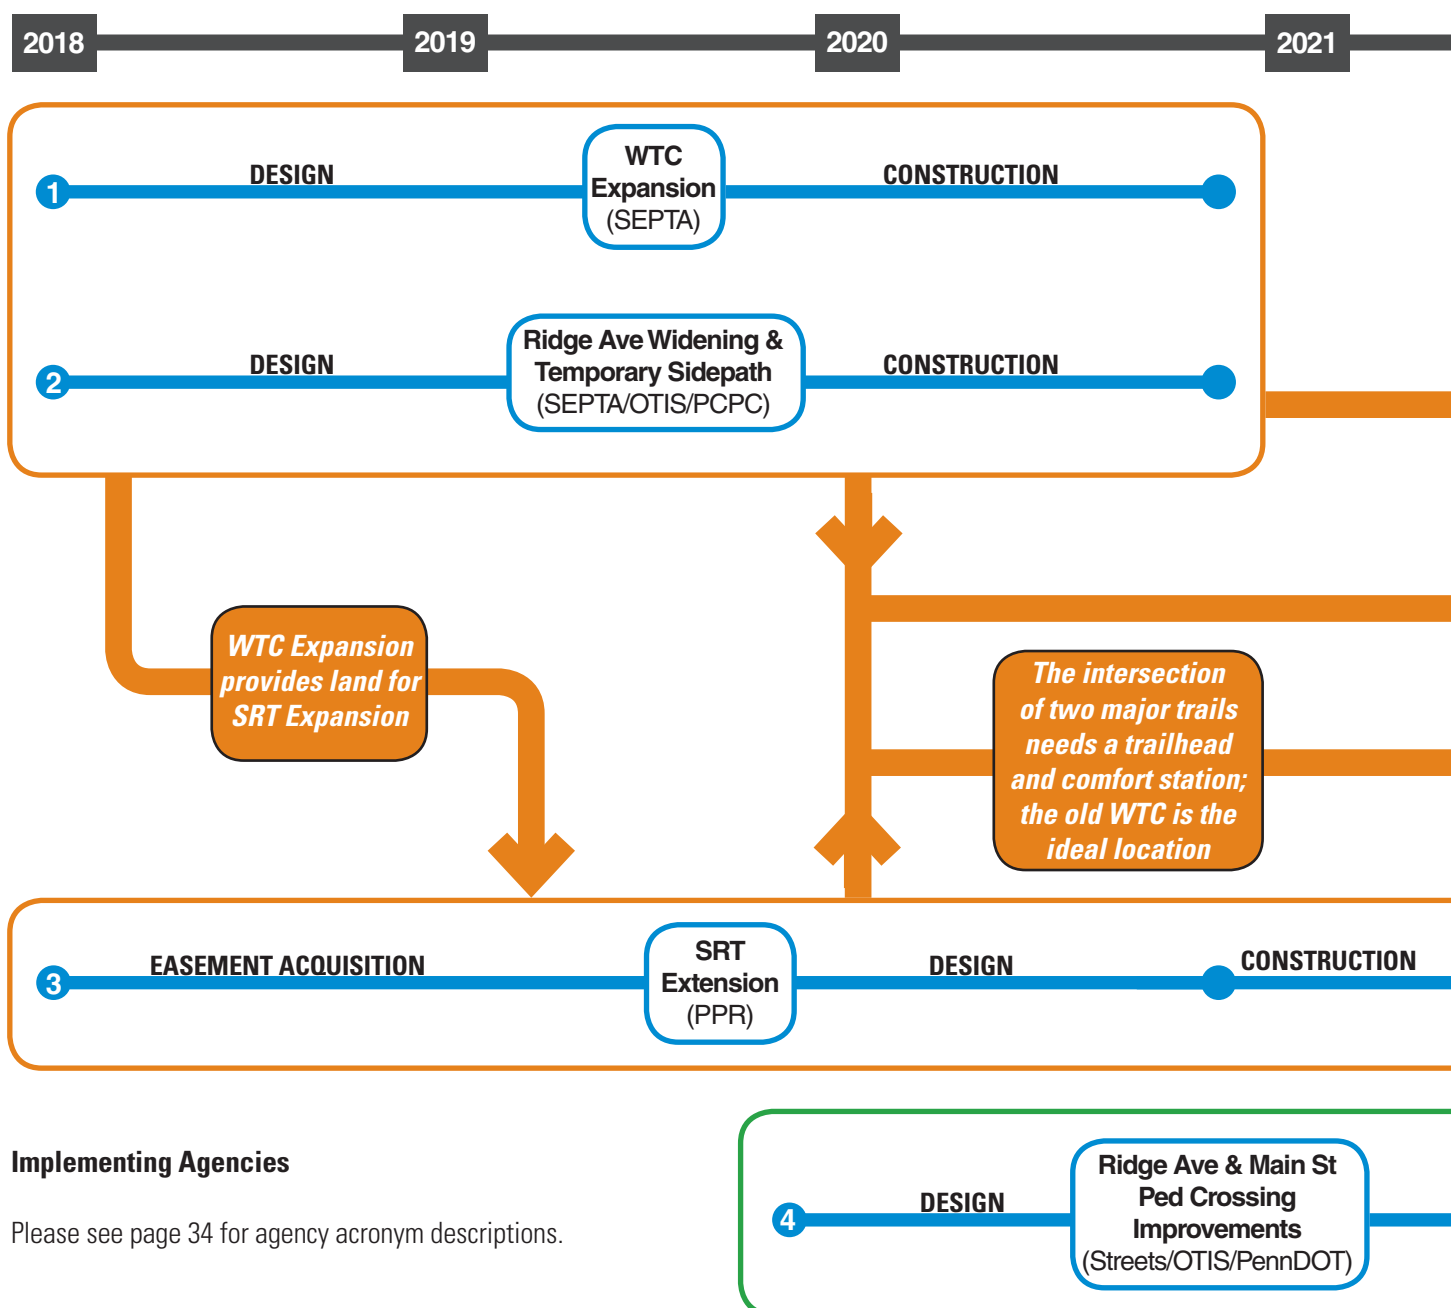 2018
2019
2020
2021
1
DESIGN
WTC
Expansion
(SEPTA)
CONSTRUCTION
2
DESIGN
Ridge Ave Widening &
Temporary Sidepath
(SEPTA/OTIS/PCPC)
CONSTRUCTION
WTC Expansion
provides land for
SRT Expansion
The intersection
of two major trails
needs a trailhead
and comfort station;
the old WTC is the
ideal location
3
EASEMENT ACQUISITION
SRT
Extension
(PPR)
DESIGN
CONSTRUCTION
Implementing Agencies
Please see page 34 for agency acronym descriptions.
4
DESIGN
Ridge Ave & Main St
Ped Crossing
Improvements
(Streets/OTIS/PennDOT)